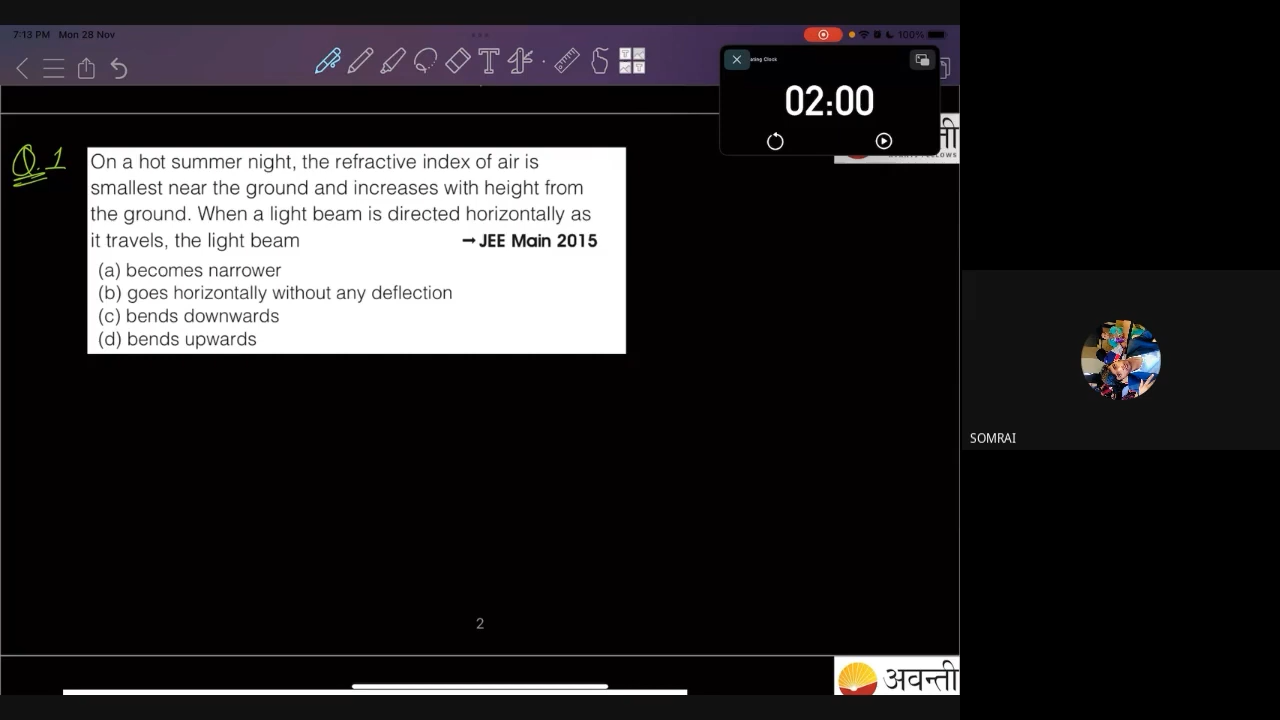 7:13 PM Mon 28 Nov
100%
02:00
Q.1
On a hot summer night, the refractive index of air is
smallest near the ground and increases with height from
the ground. When a light beam is directed horizontally as
it travels, the light beam → JEE Main 2015
(a) becomes narrower
(b) goes horizontally without any deflection
(c) bends downwards
(d) bends upwards
SOMRAI
2
अवन्ती